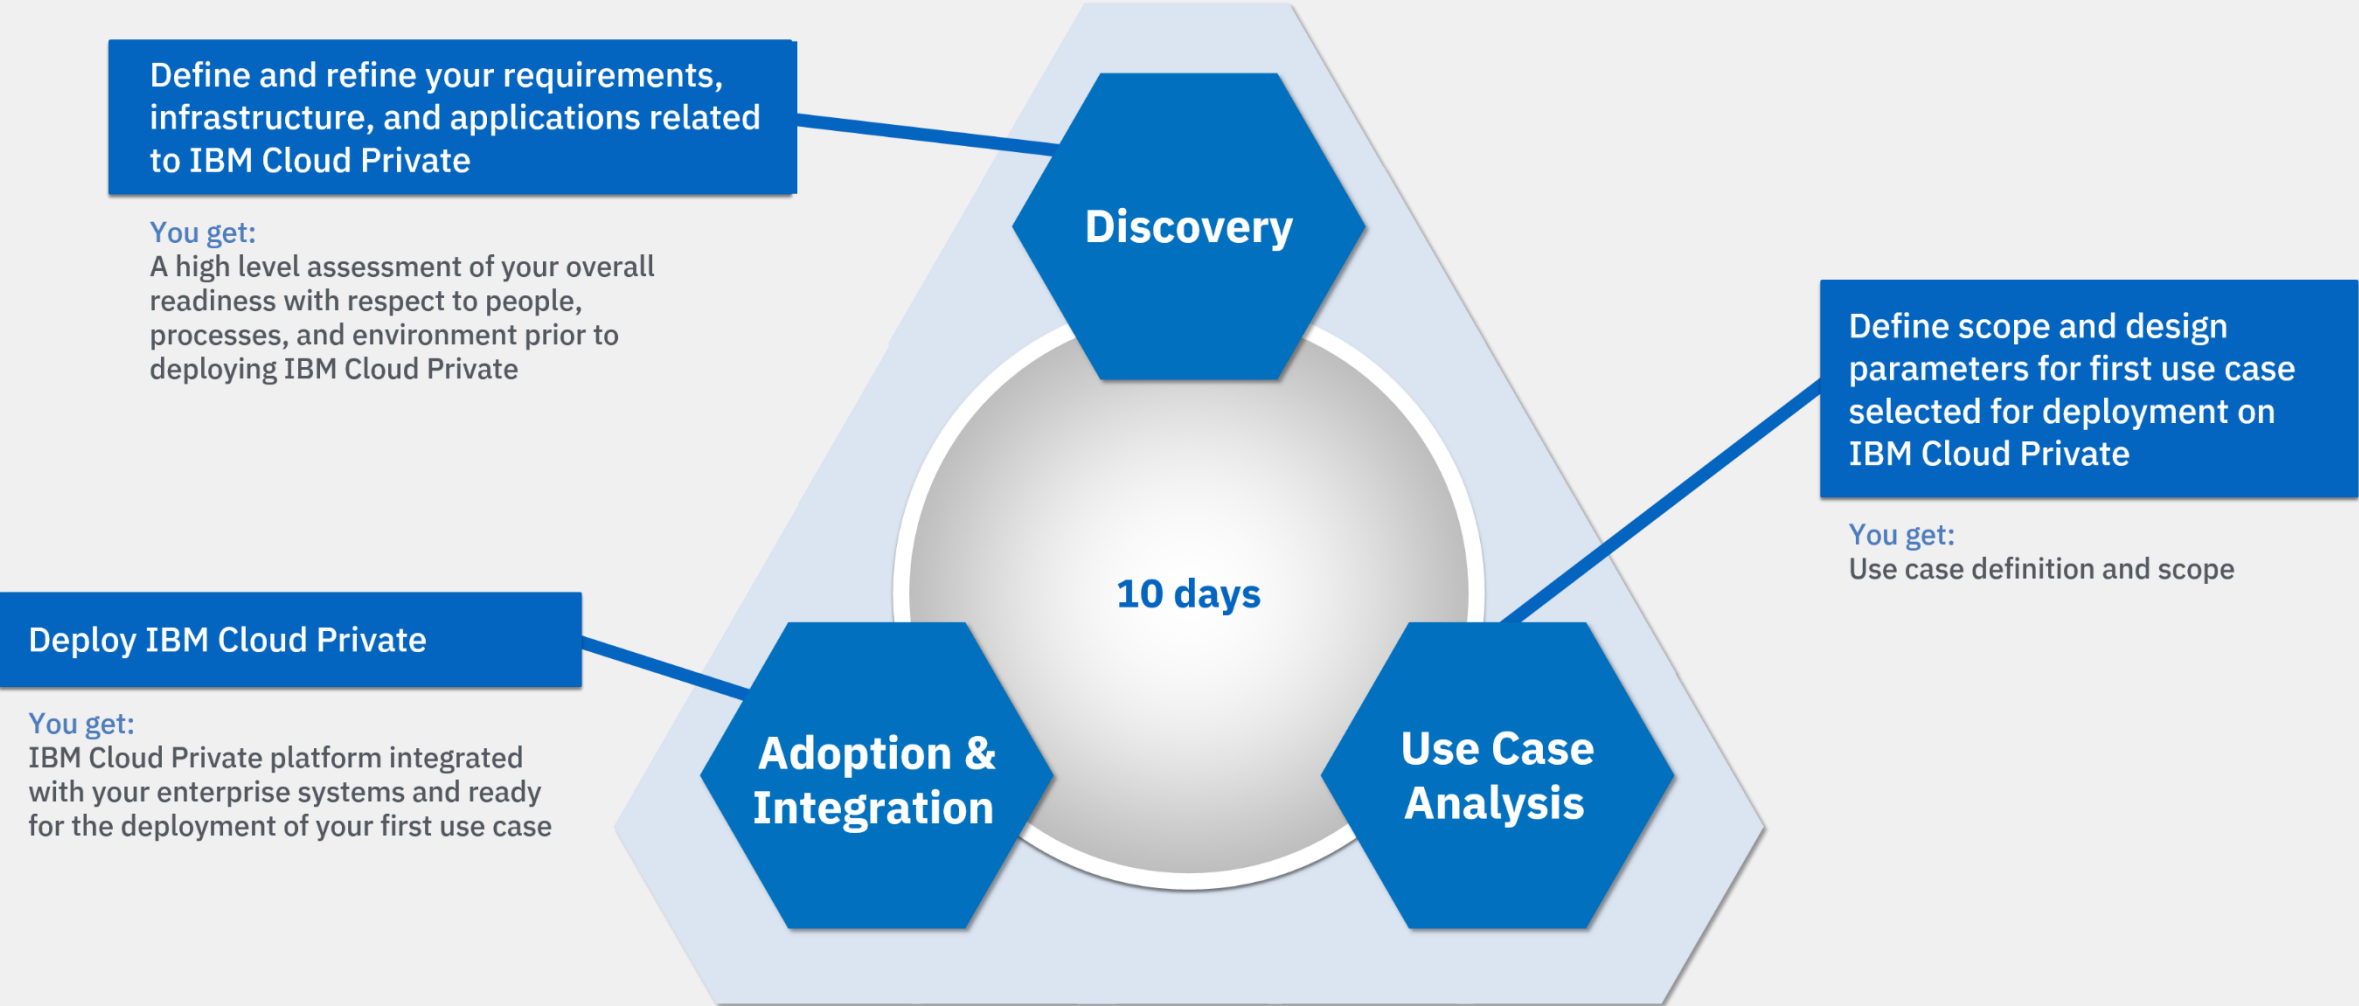 Define and refine your requirements,
infrastructure, and applications related
to IBM Cloud Private
You get:
A high level assessment of your overall
readiness with respect to people,
processes, and environment prior to
deploying IBM Cloud Private
Discovery
Define scope and design
parameters for first use case
selected for deployment on
IBM Cloud Private
You get:
Use case definition and scope
10 days
Deploy IBM Cloud Private
You get:
IBM Cloud Private platform integrated
with your enterprise systems and ready
for the deployment of your first use case
Adoption &
Integration
Use Case
Analysis